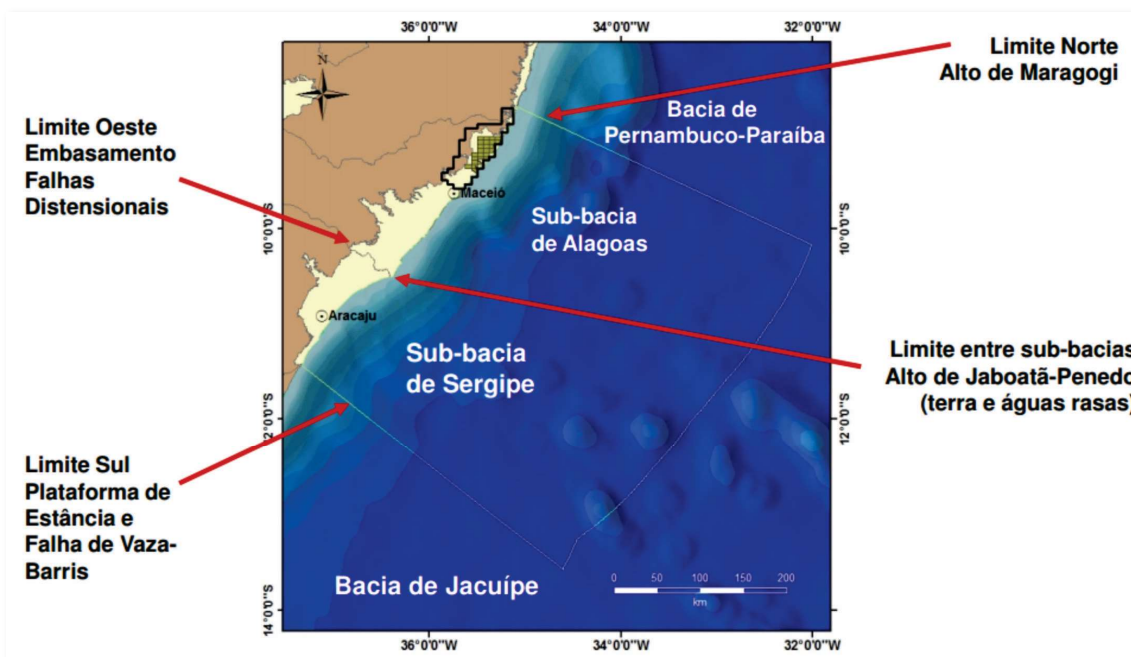 36°0'0"W
34°0'0"W
32°0'0"W
N
Limite Norte
Alto de Maragogi
Bacia de
Pernambuco-Paraíba
Limite Oeste
Embasamento
Falhas
Distensionais
Maceió
Sub-bacia
de Alagoas
10°0'0"S
10°0'0"S
Aracaju
Sub-bacia
de Sergipe
Limite entre sub-bacias
Alto de Jaboatã-Penedo
(terra e águas rasas)
12°0'0"S
12°0'0"S
Limite Sul
Plataforma de
Estância e
Falha de Vaza-
Barris
Bacia de Jacuípe
0 50 100 150 200
km
14°0'0"S
14°0'0"S
36°0'0"W
34°0'0"W
32°0'0"W